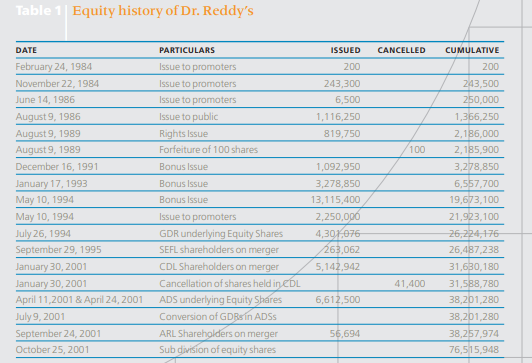 Table 1 Equity history of Dr. Reddy's
DATE PARTICULARS ISSUED CANCELLED CUMULATIVE
February 24, 1984 Issue to promoters 200 200
November 22, 1984 Issue to promoters 243,300 243,500
June 14, 1986 Issue to promoters 6,500 250,000
August 9, 1986 Issue to public 1,116,250 1,366,250
August 9, 1989 Rights Issue 819,750 2,186,000
August 9, 1989 Forfeiture of 100 shares 100 2,185,900
December 16, 1991 Bonus Issue 1,092,950 3,278,850
January 17, 1993 Bonus Issue 3,278,850 6,557,700
May 10, 1994 Bonus Issue 13,115,400 19,673,100
May 10, 1994 Issue to promoters 2,250,000 21,923,100
July 26, 1994 GDR underlying Equity Shares 4,301,076 26,224,176
September 29, 1995 SEFL shareholders on merger 263,062 26,487,238
January 30, 2001 CDL Shareholders on merger 5,142,942 31,630,180
January 30, 2001 Cancellation of shares held in CDL 41,400 31,588,780
April 11,2001 & April 24, 2001 ADS underlying Equity Shares 6,612,500 38,201,280
July 9, 2001 Conversion of GDRs in ADSs 38,201,280
September 24, 2001 ARL Shareholders on merger 56,694 38,257,974
October 25, 2001 Sub division of equity shares 76,515,948